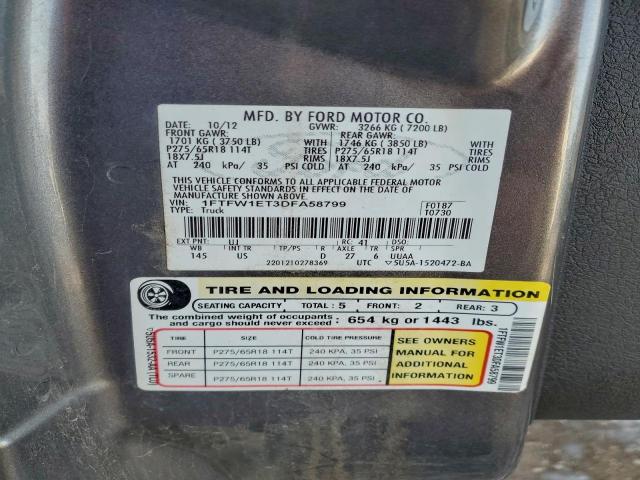 MFD. BY FORD MOTOR CO.
DATE: 10/12 GVWR: 3266 KG ( 7200 LB)
FRONT GAWR: REAR GAWR:
1701 KG ( 3750 LB) 1746 KG ( 3850 LB)
P275/65R18 114T TIRES P275/65R18 114T
18X7.5J RIMS 18X7.5J
AT 240 kPa/ 35 PSI COLD AT 240 kPa/ 35 PSI COLD
THIS VEHICLE CONFORMS TO ALL APPLICABLE FEDERAL MOTOR
VEHICLE SAFETY STANDARDS IN EFFECT ON THE DATE OF
MANUFACTURE SHOWN ABOVE.
VIN: 1FTFW1ET3DFA58799 F0187
TYPE: Truck T0730
EXT PNT: UJ RC: 41 DSO:
WB INT TR TP/PS R AXLE TR SPR
145 US D 27 6 UUAA
2201210278369 UTC 5U5A-1520472-BA
TIRE AND LOADING INFORMATION
SEATING CAPACITY TOTAL: 5 FRONT: 2 REAR: 3
The combined weight of occupants
and cargo should never exceed: 654 kg or 1443 lbs.
TIRE SIZE COLD TIRE PRESSURE
FRONT P275/65R18 114T 240 KPA, 35 PSI
REAR P275/65R18 114T 240 KPA, 35 PSI
SPARE P275/65R18 114T 240 KPA, 35 PSI
SEE OWNERS
MANUAL FOR
ADDITIONAL
INFORMATION
1FTFW1ET3DFA58799